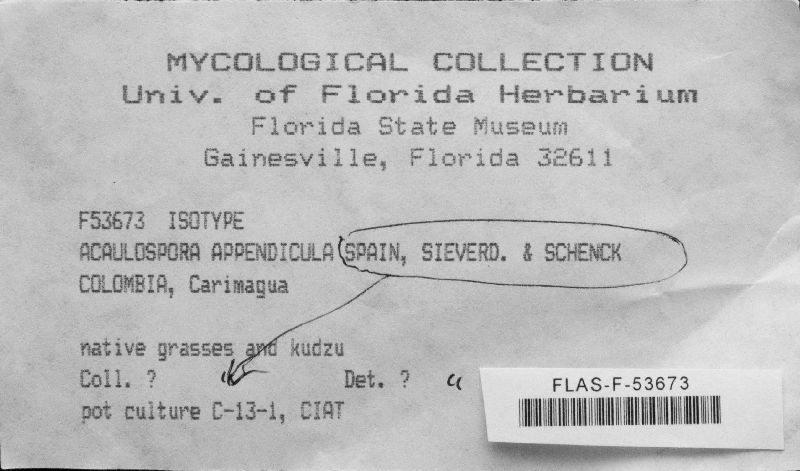 MYCOLOGICAL COLLECTION
Univ. of Florida Herbarium
Florida State Museum
Gainesville, Florida 32611
F53673 ISOTYPE
ACAULOSPORA APPENDICULA SPAIN, SIEVERD. & SCHENCK
COLOMBIA, Carimagua
native grasses and kudzu
Coll. ? " Det. ? "
pot culture C-13-1, CIAT
FLAS-F-53673